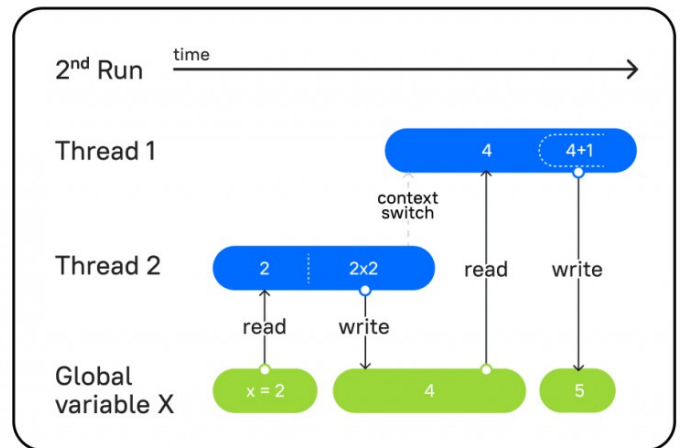 2nd Run
time
Thread 1
4
4+1
context
switch
Thread 2
2
2x2
read
write
read
write
Global
variable X
x = 2
4
5